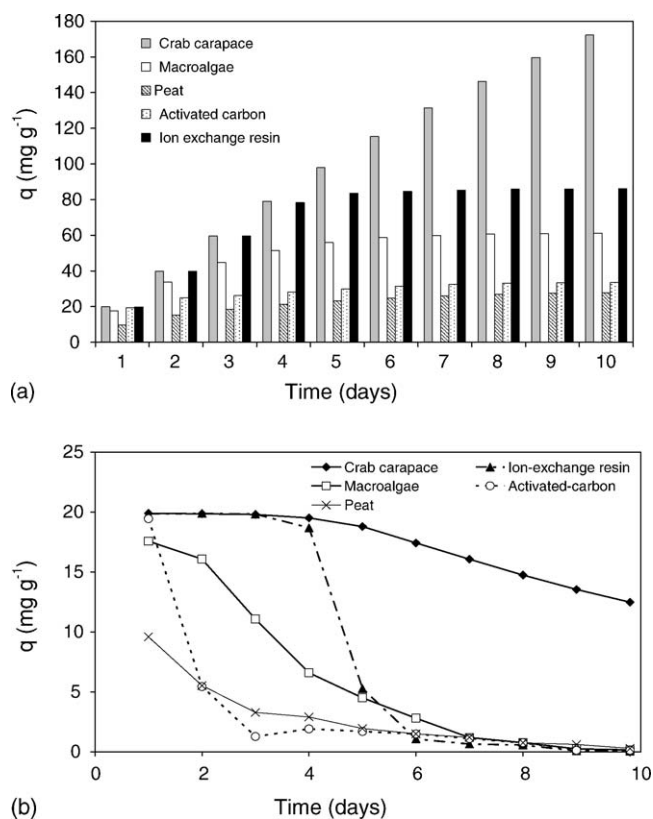 180
160
140
120
100
80
60
40
20
0
q (mg g⁻¹)
Crab carapace
Macroalgae
Peat
Activated carbon
Ion exchange resin
1 2 3 4 5 6 7 8 9 10
Time (days)
(a)
25
20
15
10
5
0
q (mg g⁻¹)
Crab carapace Ion-exchange resin
Macroalgae Activated-carbon
Peat
0 2 4 6 8 10
Time (days)
(b)